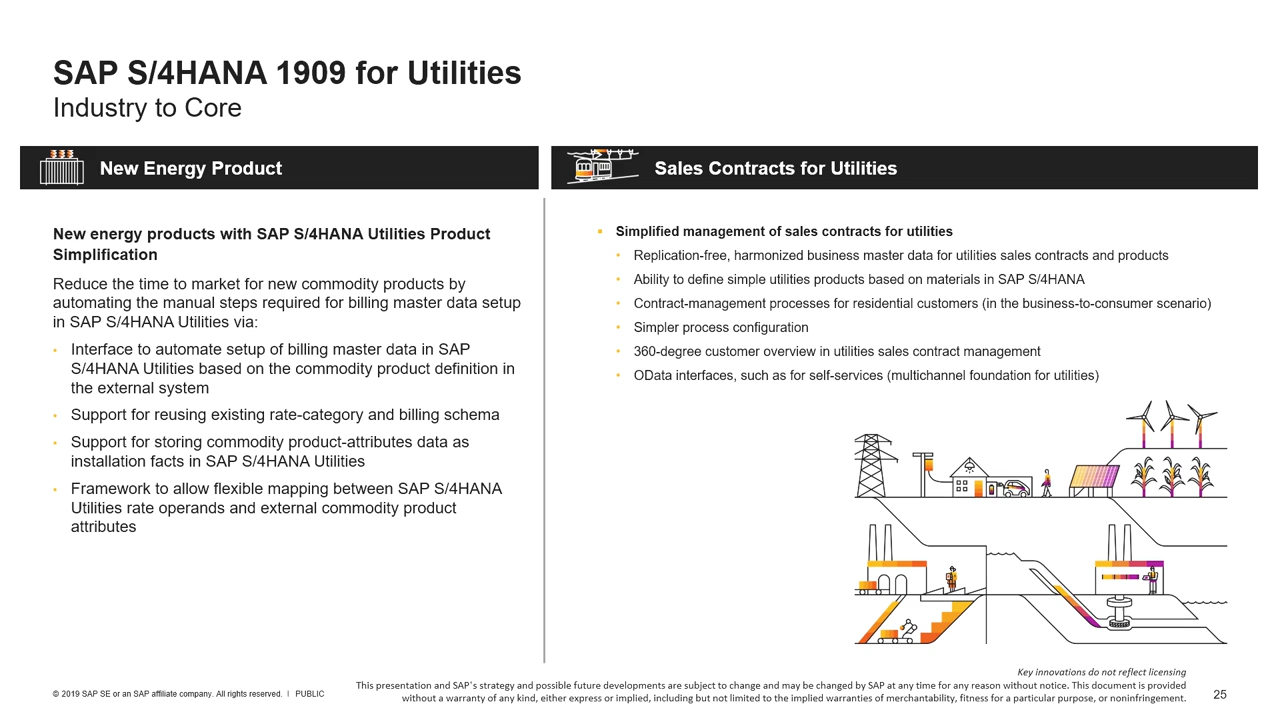 SAP S/4HANA 1909 for Utilities
Industry to Core
New Energy Product
New energy products with SAP S/4HANA Utilities Product
Simplification
Reduce the time to market for new commodity products by
automating the manual steps required for billing master data setup
in SAP S/4HANA Utilities via:
• Interface to automate setup of billing master data in SAP
S/4HANA Utilities based on the commodity product definition in
the external system
• Support for reusing existing rate-category and billing schema
• Support for storing commodity product-attributes data as
installation facts in SAP S/4HANA Utilities
• Framework to allow flexible mapping between SAP S/4HANA
Utilities rate operands and external commodity product
attributes
Sales Contracts for Utilities
▪ Simplified management of sales contracts for utilities
• Replication-free, harmonized business master data for utilities sales contracts and products
• Ability to define simple utilities products based on materials in SAP S/4HANA
• Contract-management processes for residential customers (in the business-to-consumer scenario)
• Simpler process configuration
• 360-degree customer overview in utilities sales contract management
• OData interfaces, such as for self-services (multichannel foundation for utilities)
Key innovations do not reflect licensing
This presentation and SAP`s strategy and possible future developments are subject to change and may be changed by SAP at any time for any reason without notice. This document is provided
without a warranty of any kind, either express or implied, including but not limited to the implied warranties of merchantability, fitness for a particular purpose, or noninfringement.
© 2019 SAP SE or an SAP affiliate company. All rights reserved. I PUBLIC
25